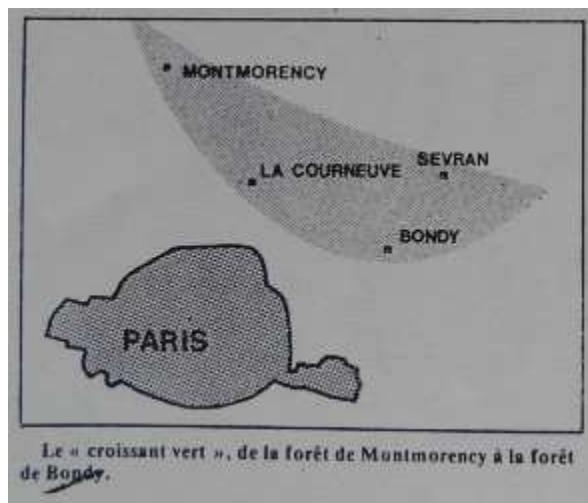 MONTMORENCY
LA COURNEUVE
SEVRAN
BONDY
PARIS
Le « croissant vert », de la forêt de Montmorency à la forêt
de Bondy.